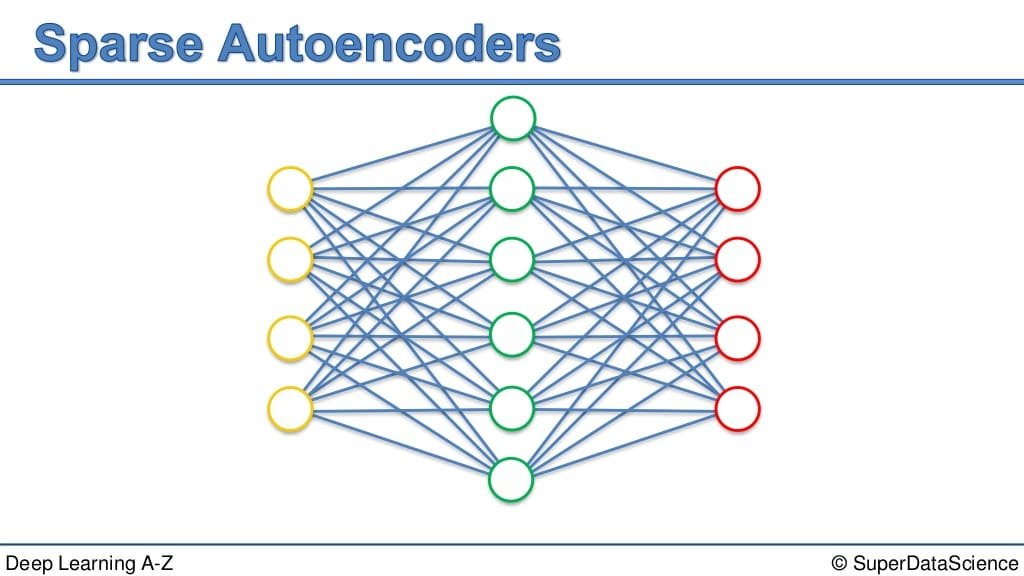 Sparse Autoencoders
Deep Learning A-Z
© SuperDataScience